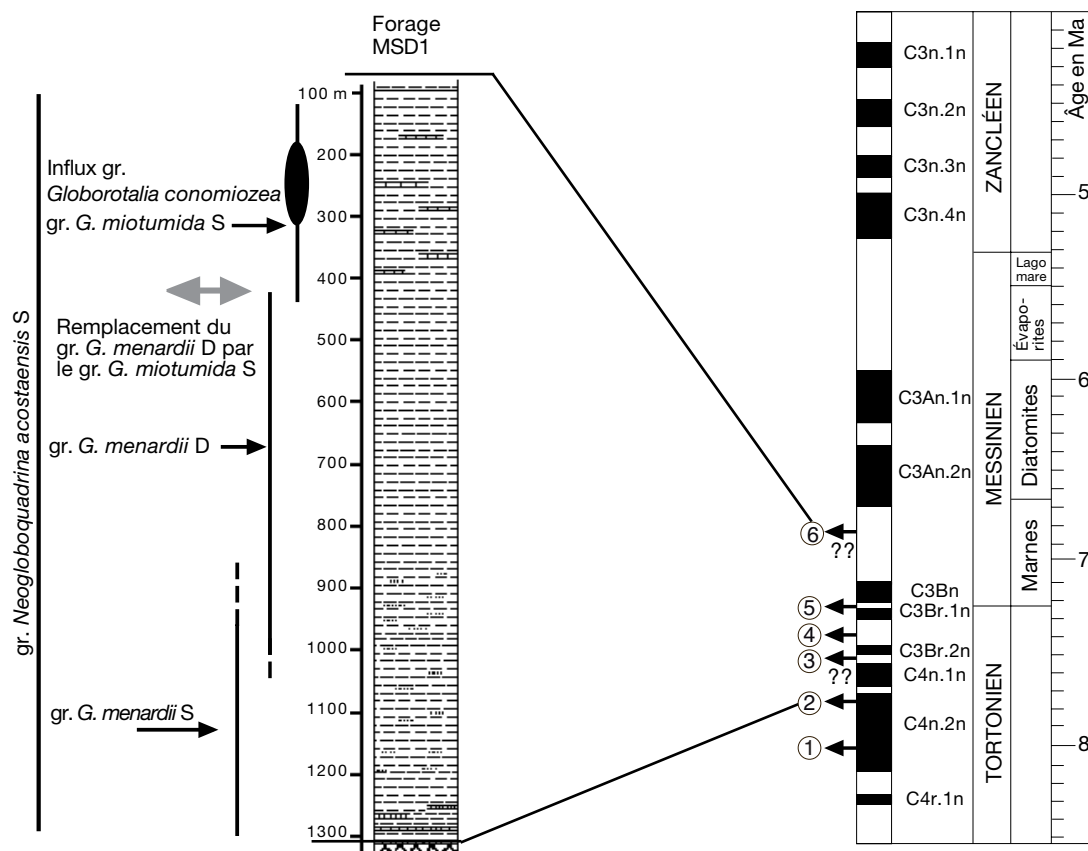 Forage
MSD1
gr. Neogloboquadrina acostaensis S
Influx gr.
Globorotalia conomiozea
gr. G. miotumida S
Remplacement du
gr. G. menardii D par
le gr. G. miotumida S
gr. G. menardii D
gr. G. menardii S
100 m
200
300
400
500
600
700
800
900
1000
1100
1200
1300
6
??
5
4
3
??
2
1
C3n.1n
C3n.2n
C3n.3n
C3n.4n
C3An.1n
C3An.2n
C3Bn
C3Br.1n
C3Br.2n
C4n.1n
C4n.2n
C4r.1n
ZANCLÉEN
MESSINIEN
TORTONIEN
Lago
mare
Évapo-
rites
Diatomites
Marnes
Âge en Ma
5
6
7
8